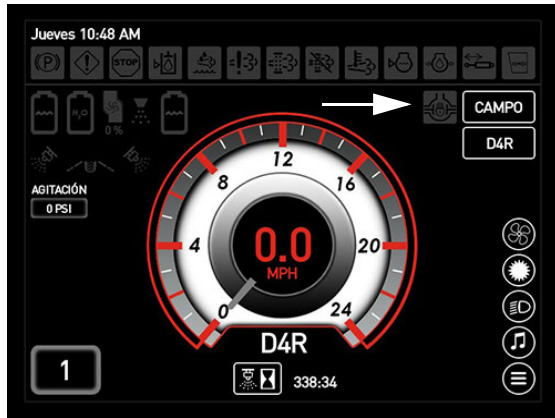 Jueves 10:48 AM
P
STOP
H₂O
0 %
CAMPO
D4R
AGITACIÓN
0 PSI
0
4
8
12
16
20
24
0.0
MPH
D4R
1
338:34